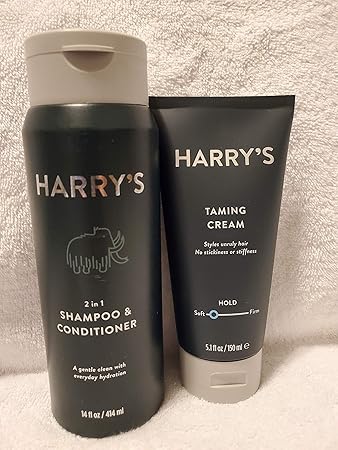 HARRY'S
2 in 1
SHAMPOO &
CONDITIONER
A gentle clean with
everyday hydration
14 fl oz / 414 ml
HARRY'S
TAMING
CREAM
Styles unruly hair
No stickiness or stiffness
HOLD
Soft Firm
5.1 fl oz / 150 ml e